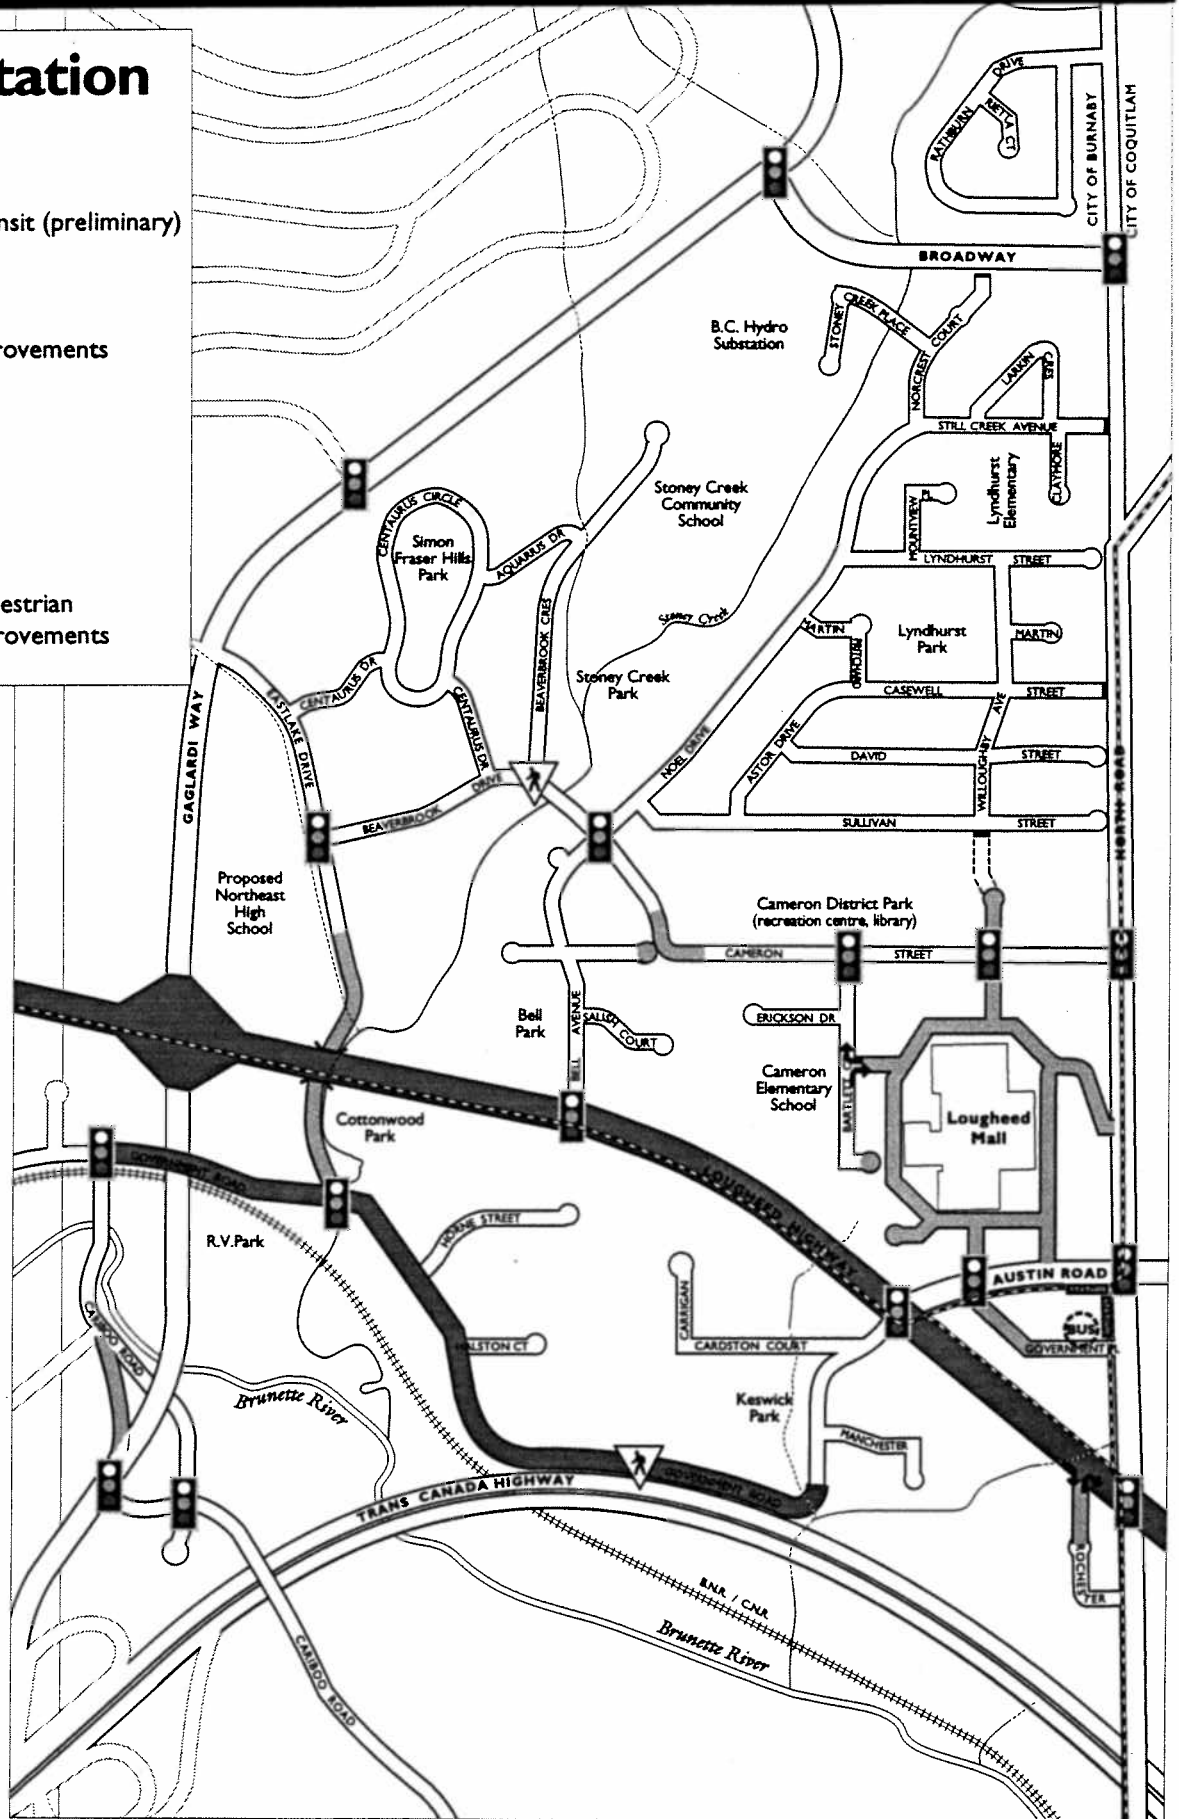 tation
nsit (preliminary)
rovements
estrian
rovements
DRIVE
RATHBURN
RIETTA CT
CITY OF BURNABY
CITY OF COQUITLAM
BROADWAY
B.C. Hydro
Substation
STONEY
CREEK PLACE
COURT
NORCREST
LARKIN
CRES
STILL CREEK AVENUE
CLAYMORE
Lyndhurst
Elementary
MOUNTVIEW
PL
LYNDHURST STREET
CENTAURUS CIRCLE
Simon
Fraser Hills
Park
AQUARIUS DR
Stoney Creek
Community
School
BEAVERBROOK CRES
Stoney Creek
Stoney Creek
Park
MARTIN
PRITCHARD
Lyndhurst
Park
MARTIN
CASEWELL STREET
CENTAURUS DR
CENTAURUS DR
EASTLAKE DRIVE
GAGLARDI WAY
NOEL DRIVE
ASTOR DRIVE
DAVID STREET
WILLOUGHBY AVE
NORTH ROAD
BEAVERBROOK DRIVE
SULLIVAN STREET
Proposed
Northeast
High
School
Cameron District Park
(recreation centre, library)
CAMERON STREET
Bell
Park
BELL AVENUE
SALISH COURT
ERICKSON DR
Cameron
Elementary
School
BARTLETT CT
Lougheed
Mall
Cottonwood
Park
GOVERNMENT ROAD
LOUGHEED HIGHWAY
R.V.Park
HORNE STREET
AUSTIN ROAD
CARRIGAN
CARDSTON COURT
BUS
GOVERNMENT PL
CARIBOO ROAD
HALSTON CT
Brunette River
Keswick
Park
MANCHESTER
GOVERNMENT ROAD
TRANS CANADA HIGHWAY
ROCHESTER
B.N.R. / C.N.R.
Brunette River
CARIBOO ROAD